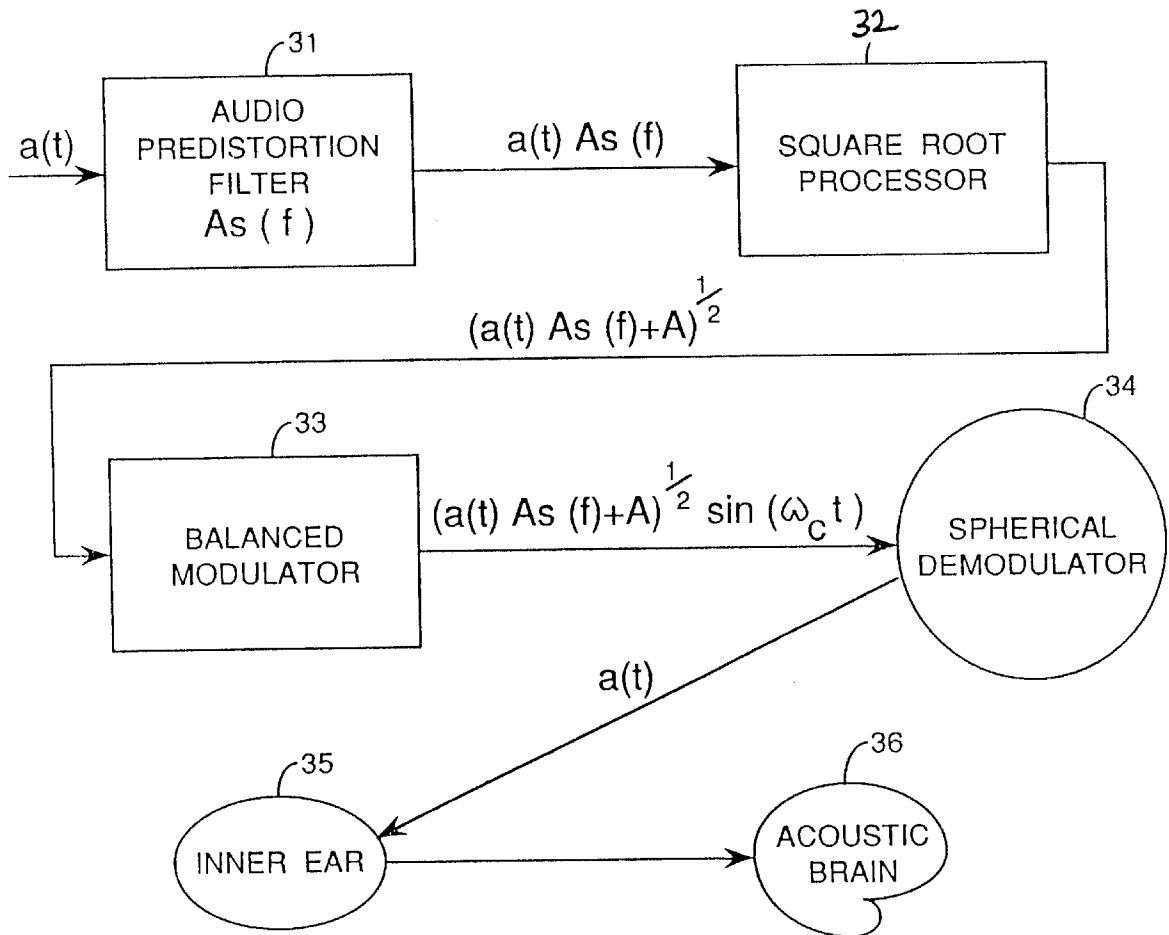 31
AUDIO
PREDISTORTION
FILTER
As ( f )
a(t)
a(t) As (f)
32
SQUARE ROOT
PROCESSOR
(a(t) As (f)+A)^1/2
33
BALANCED
MODULATOR
(a(t) As (f)+A)^1/2 sin (ω_c t )
34
SPHERICAL
DEMODULATOR
a(t)
35
INNER EAR
36
ACOUSTIC
BRAIN